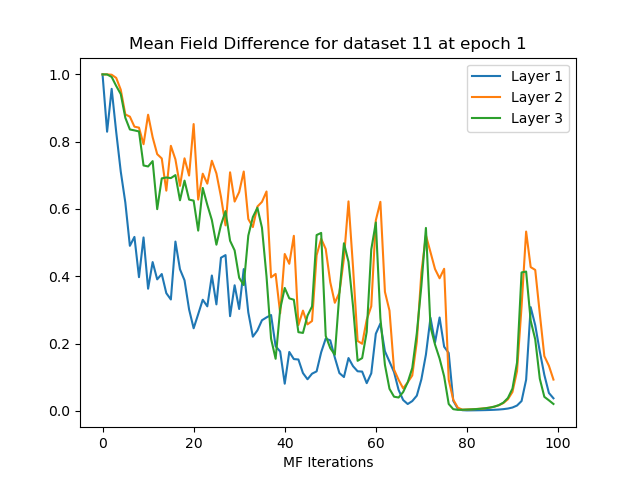 Mean Field Difference for dataset 11 at epoch 1
Layer 1
Layer 2
Layer 3
1.0
0.8
0.6
0.4
0.2
0.0
0 20 40 60 80 100
MF Iterations